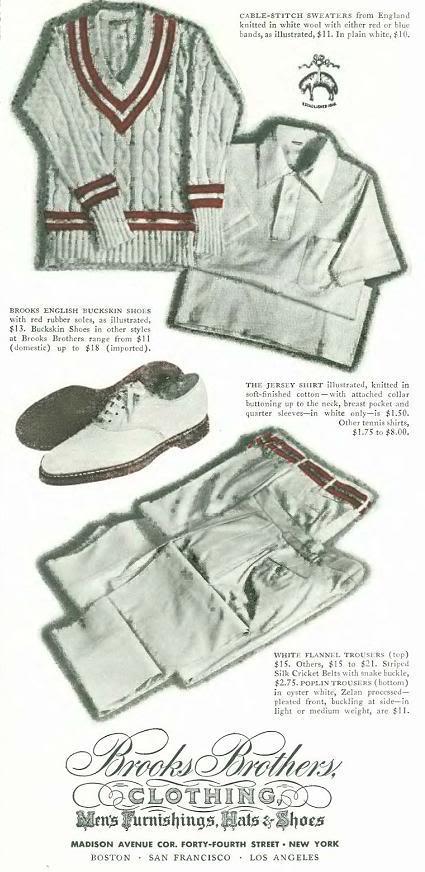 CABLE-STITCH SWEATERS from England
knitted in white wool with either red or blue
bands, as illustrated, $11. In plain white, $10.
BROOKS ENGLISH BUCKSKIN SHOES
with red rubber soles, as illustrated,
$13. Buckskin Shoes in other styles
at Brooks Brothers range from $11
(domestic) up to $18 (imported).
THE JERSEY SHIRT illustrated, knitted in
soft-finished cotton—with attached collar
buttoning up to the neck, breast pocket and
quarter sleeves—in white only—is $1.50.
Other tennis shirts,
$1.75 to $8.00.
WHITE FLANNEL TROUSERS (top)
$15. Others, $15 to $21. Striped
Silk Cricket Belts with snake buckle,
$2.75. POPLIN TROUSERS (bottom)
in oyster white, Zelan processed—
pleated front, buckling at side—in
light or medium weight, are $11.
Brooks Brothers,
CLOTHING,
Men's Furnishings, Hats & Shoes
MADISON AVENUE COR. FORTY-FOURTH STREET • NEW YORK
BOSTON · SAN FRANCISCO · LOS ANGELES